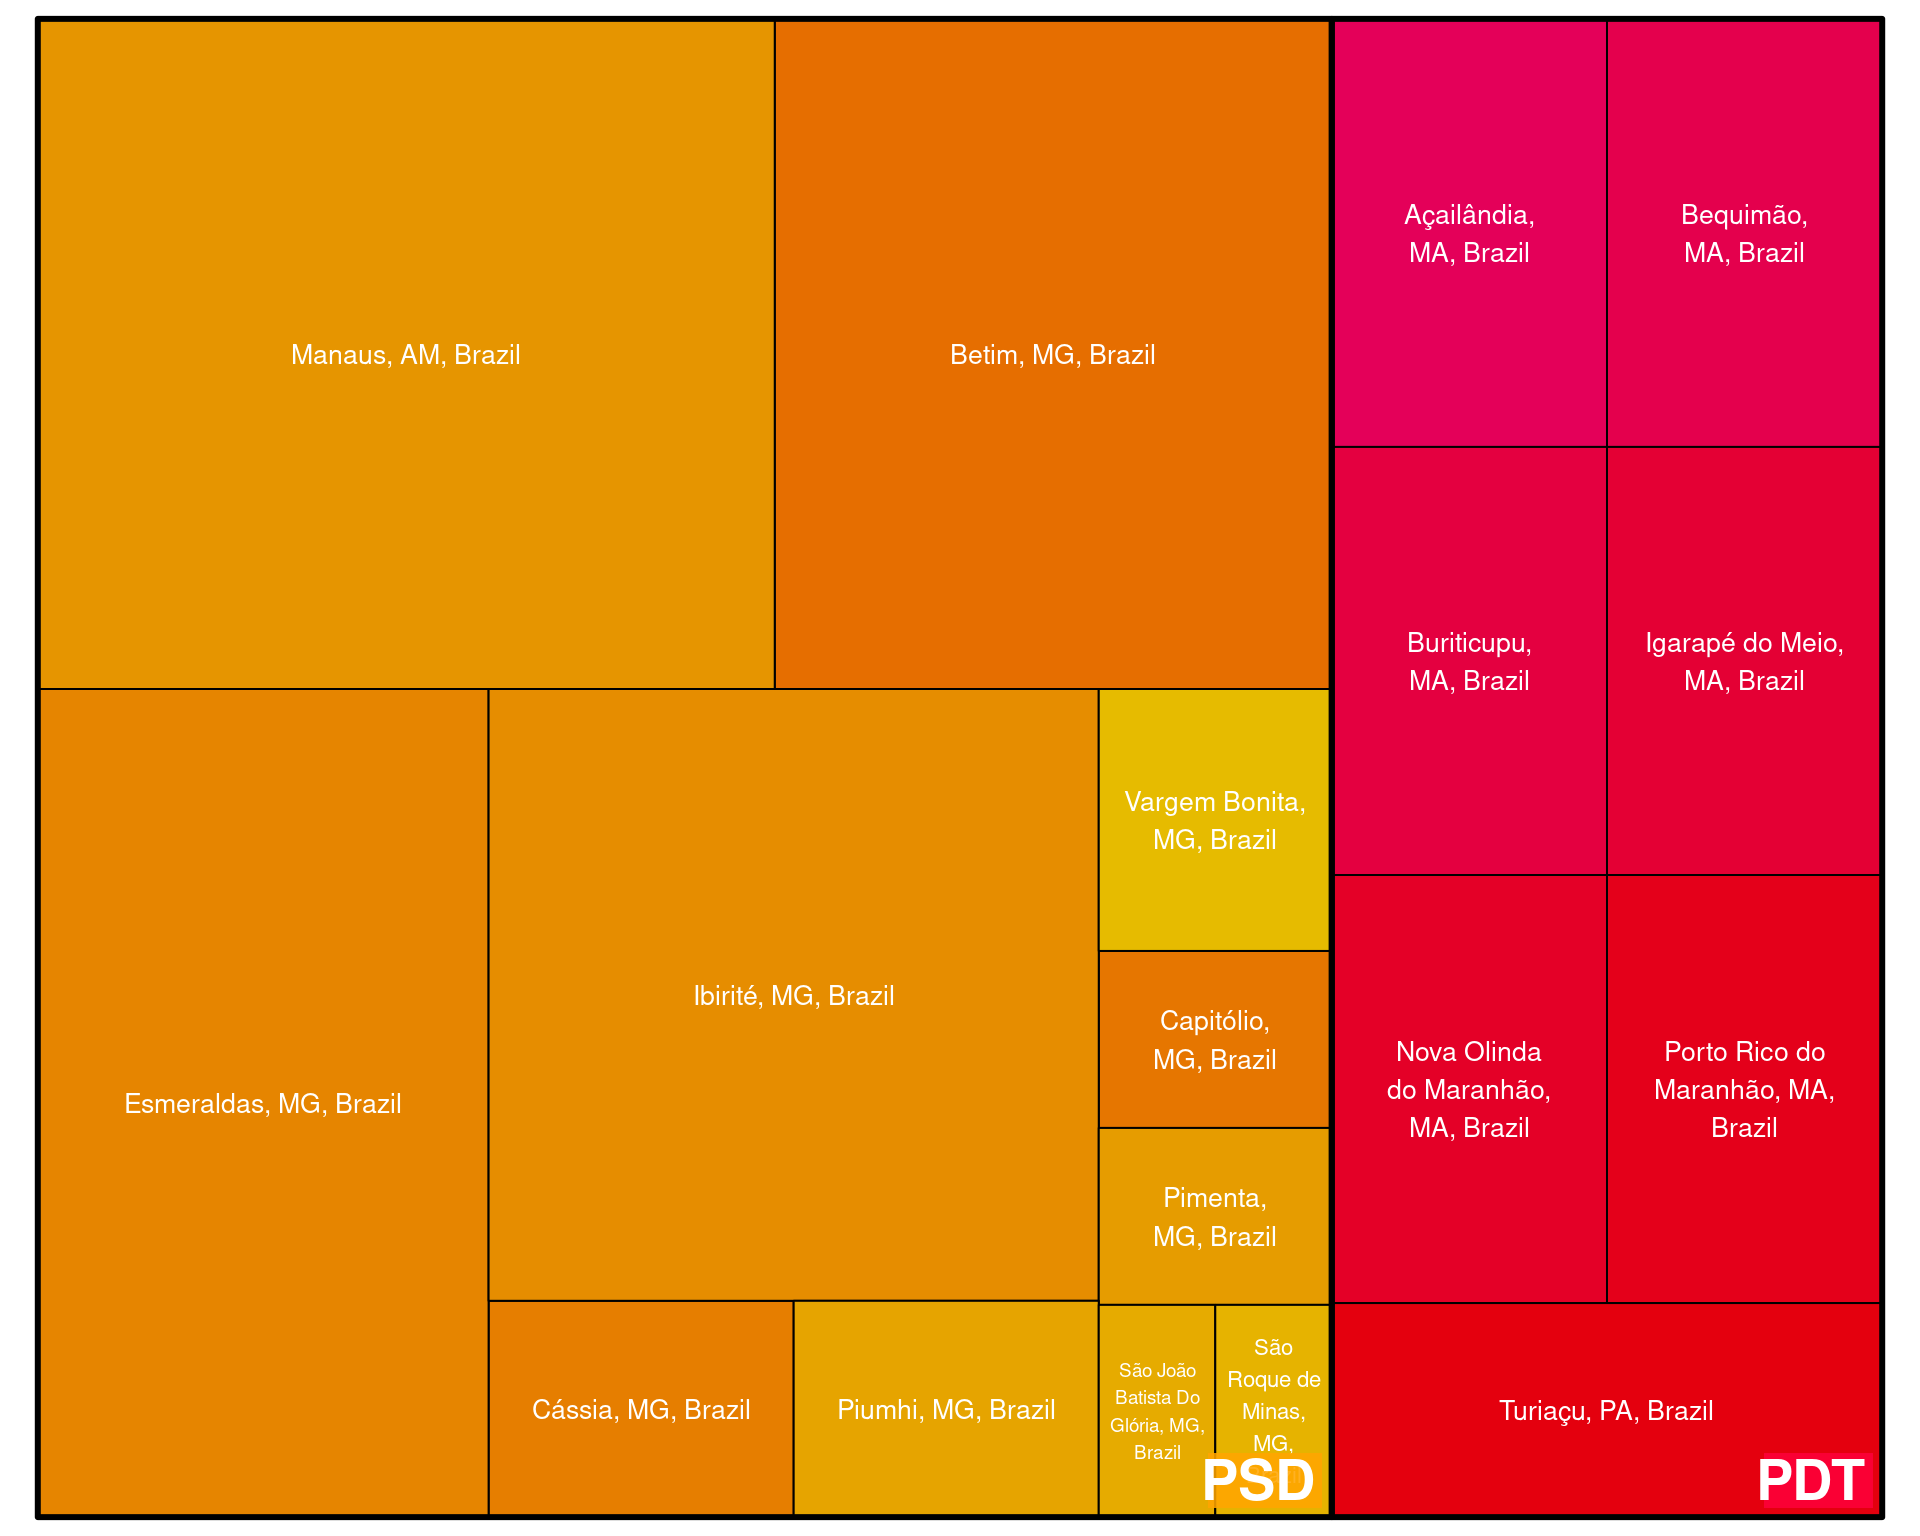 Manaus, AM, Brazil
Betim, MG, Brazil
Açailândia,
MA, Brazil
Bequimão,
MA, Brazil
Buriticupu,
MA, Brazil
Igarapé do Meio,
MA, Brazil
Esmeraldas, MG, Brazil
Ibirité, MG, Brazil
Vargem Bonita,
MG, Brazil
Capitólio,
MG, Brazil
Pimenta,
MG, Brazil
Nova Olinda
do Maranhão,
MA, Brazil
Porto Rico do
Maranhão, MA,
Brazil
Cássia, MG, Brazil
Piumhi, MG, Brazil
São João
Batista Do
Glória, MG,
Brazil
São
Roque de
Minas,
MG,
PSD
Turiaçu, PA, Brazil
PDT